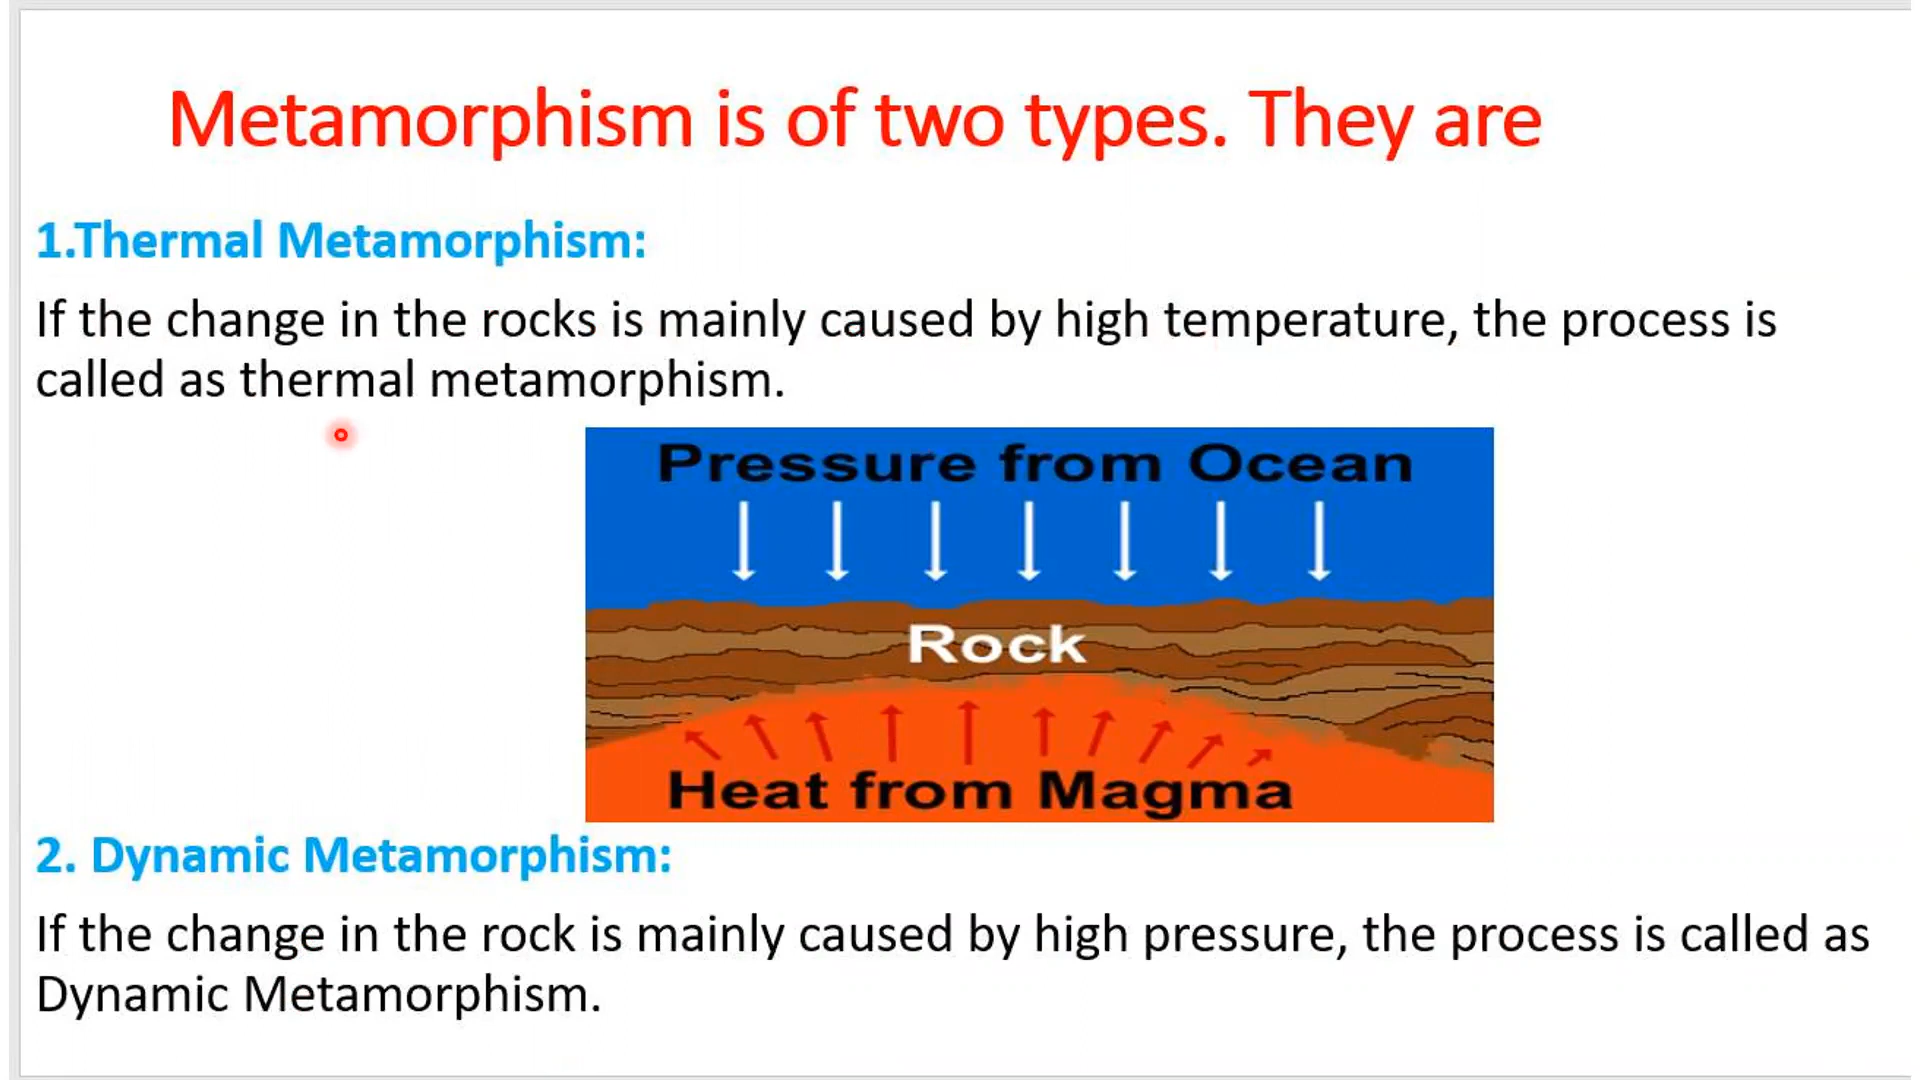 Metamorphism is of two types. They are
1.Thermal Metamorphism:
If the change in the rocks is mainly caused by high temperature, the process is
called as thermal metamorphism.
Pressure from Ocean
Rock
Heat from Magma
2. Dynamic Metamorphism:
If the change in the rock is mainly caused by high pressure, the process is called as
Dynamic Metamorphism.